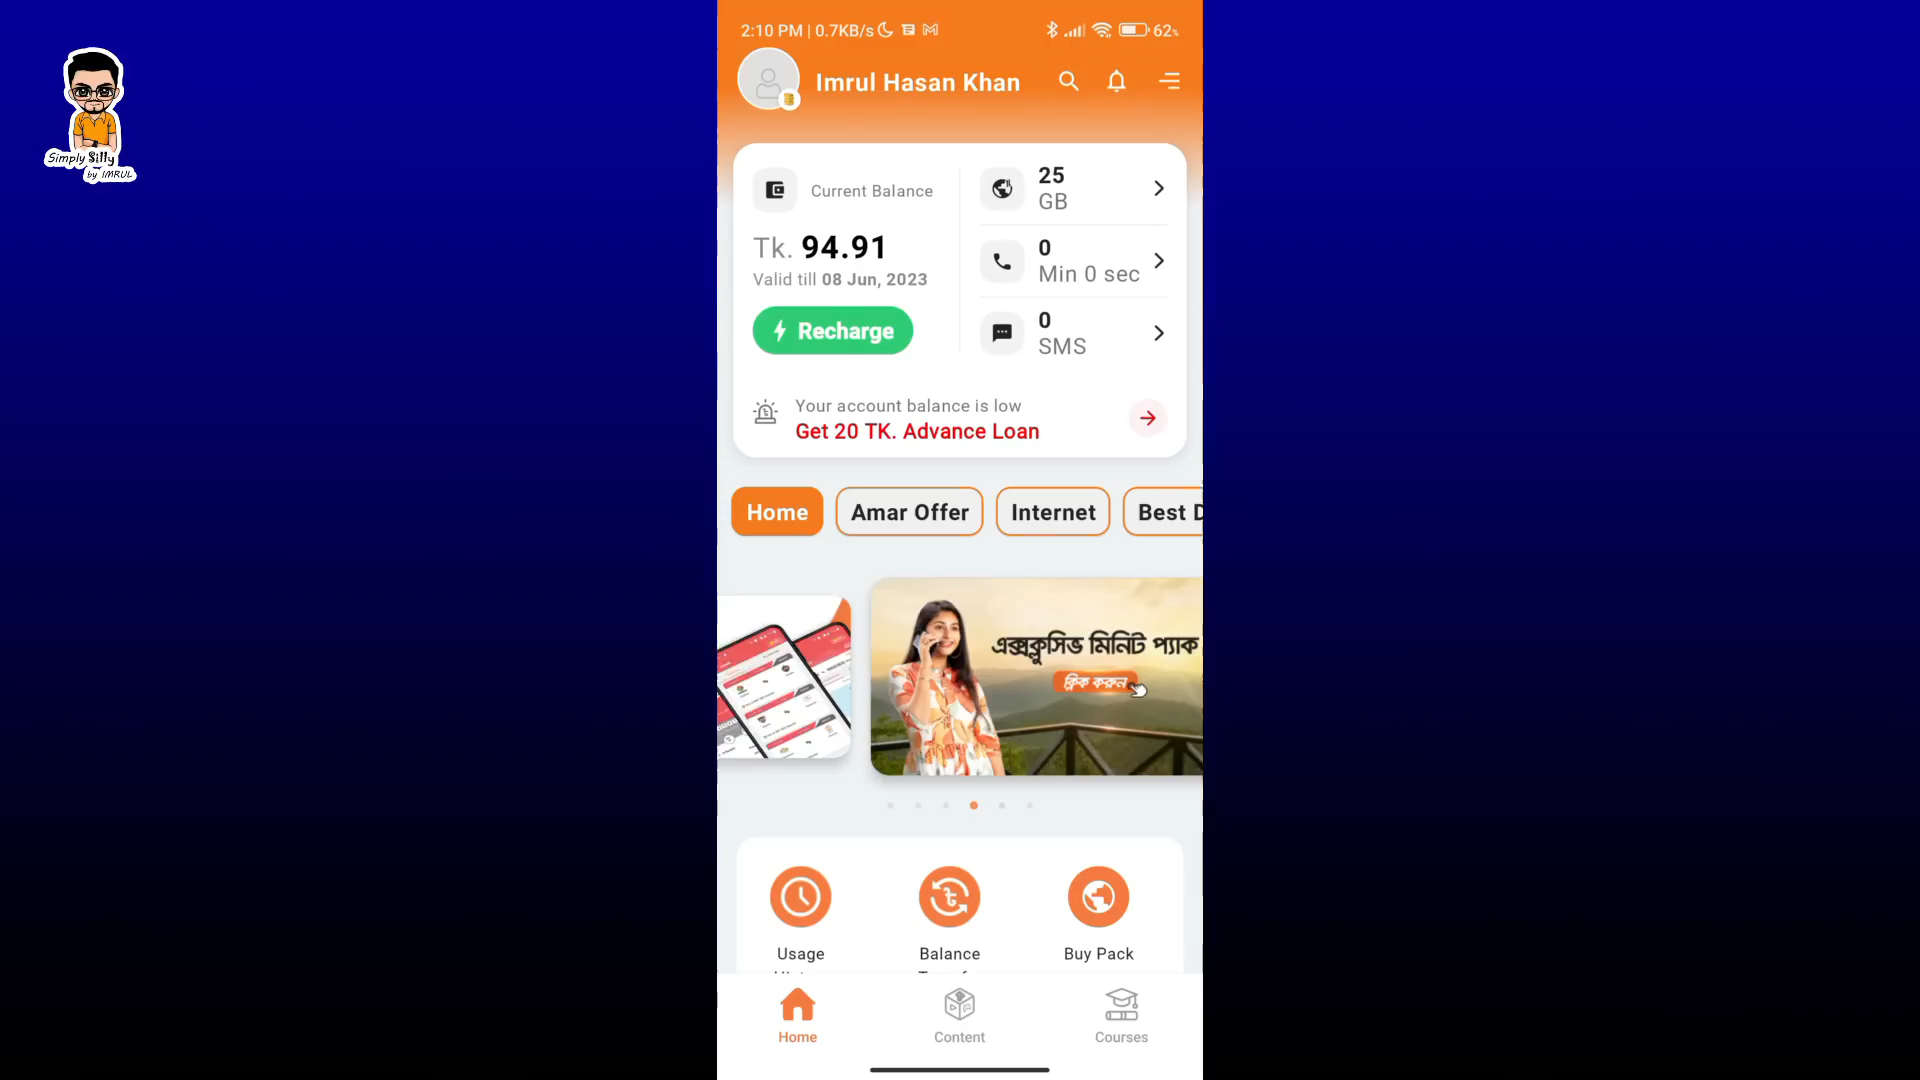 2:10 PM | 0.7KB/s
62%
Simply Silly
by IMRUL
Imrul Hasan Khan
Current Balance
Tk. 94.91
Valid till 08 Jun, 2023
Recharge
25
GB
0
Min 0 sec
0
SMS
Your account balance is low
Get 20 TK. Advance Loan
Home
Amar Offer
Internet
Best D
এক্সক্লুসিভ মিনিট প্যাক
ক্লিক করুন
Usage
Balance
Buy Pack
Home
Content
Courses